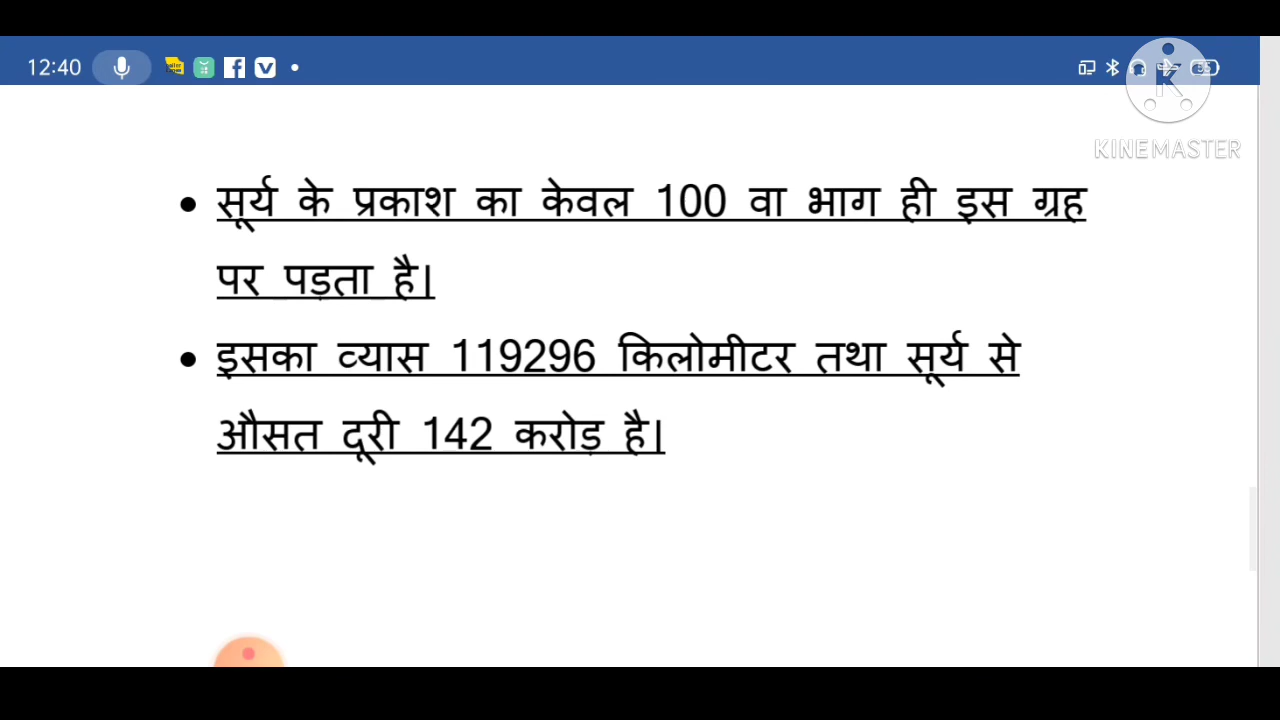 12:40
KINEMASTER
• सूर्य के प्रकाश का केवल 100 वा भाग ही इस ग्रह
पर पड़ता है।
• इसका व्यास 119296 किलोमीटर तथा सूर्य से
औसत दूरी 142 करोड़ है।